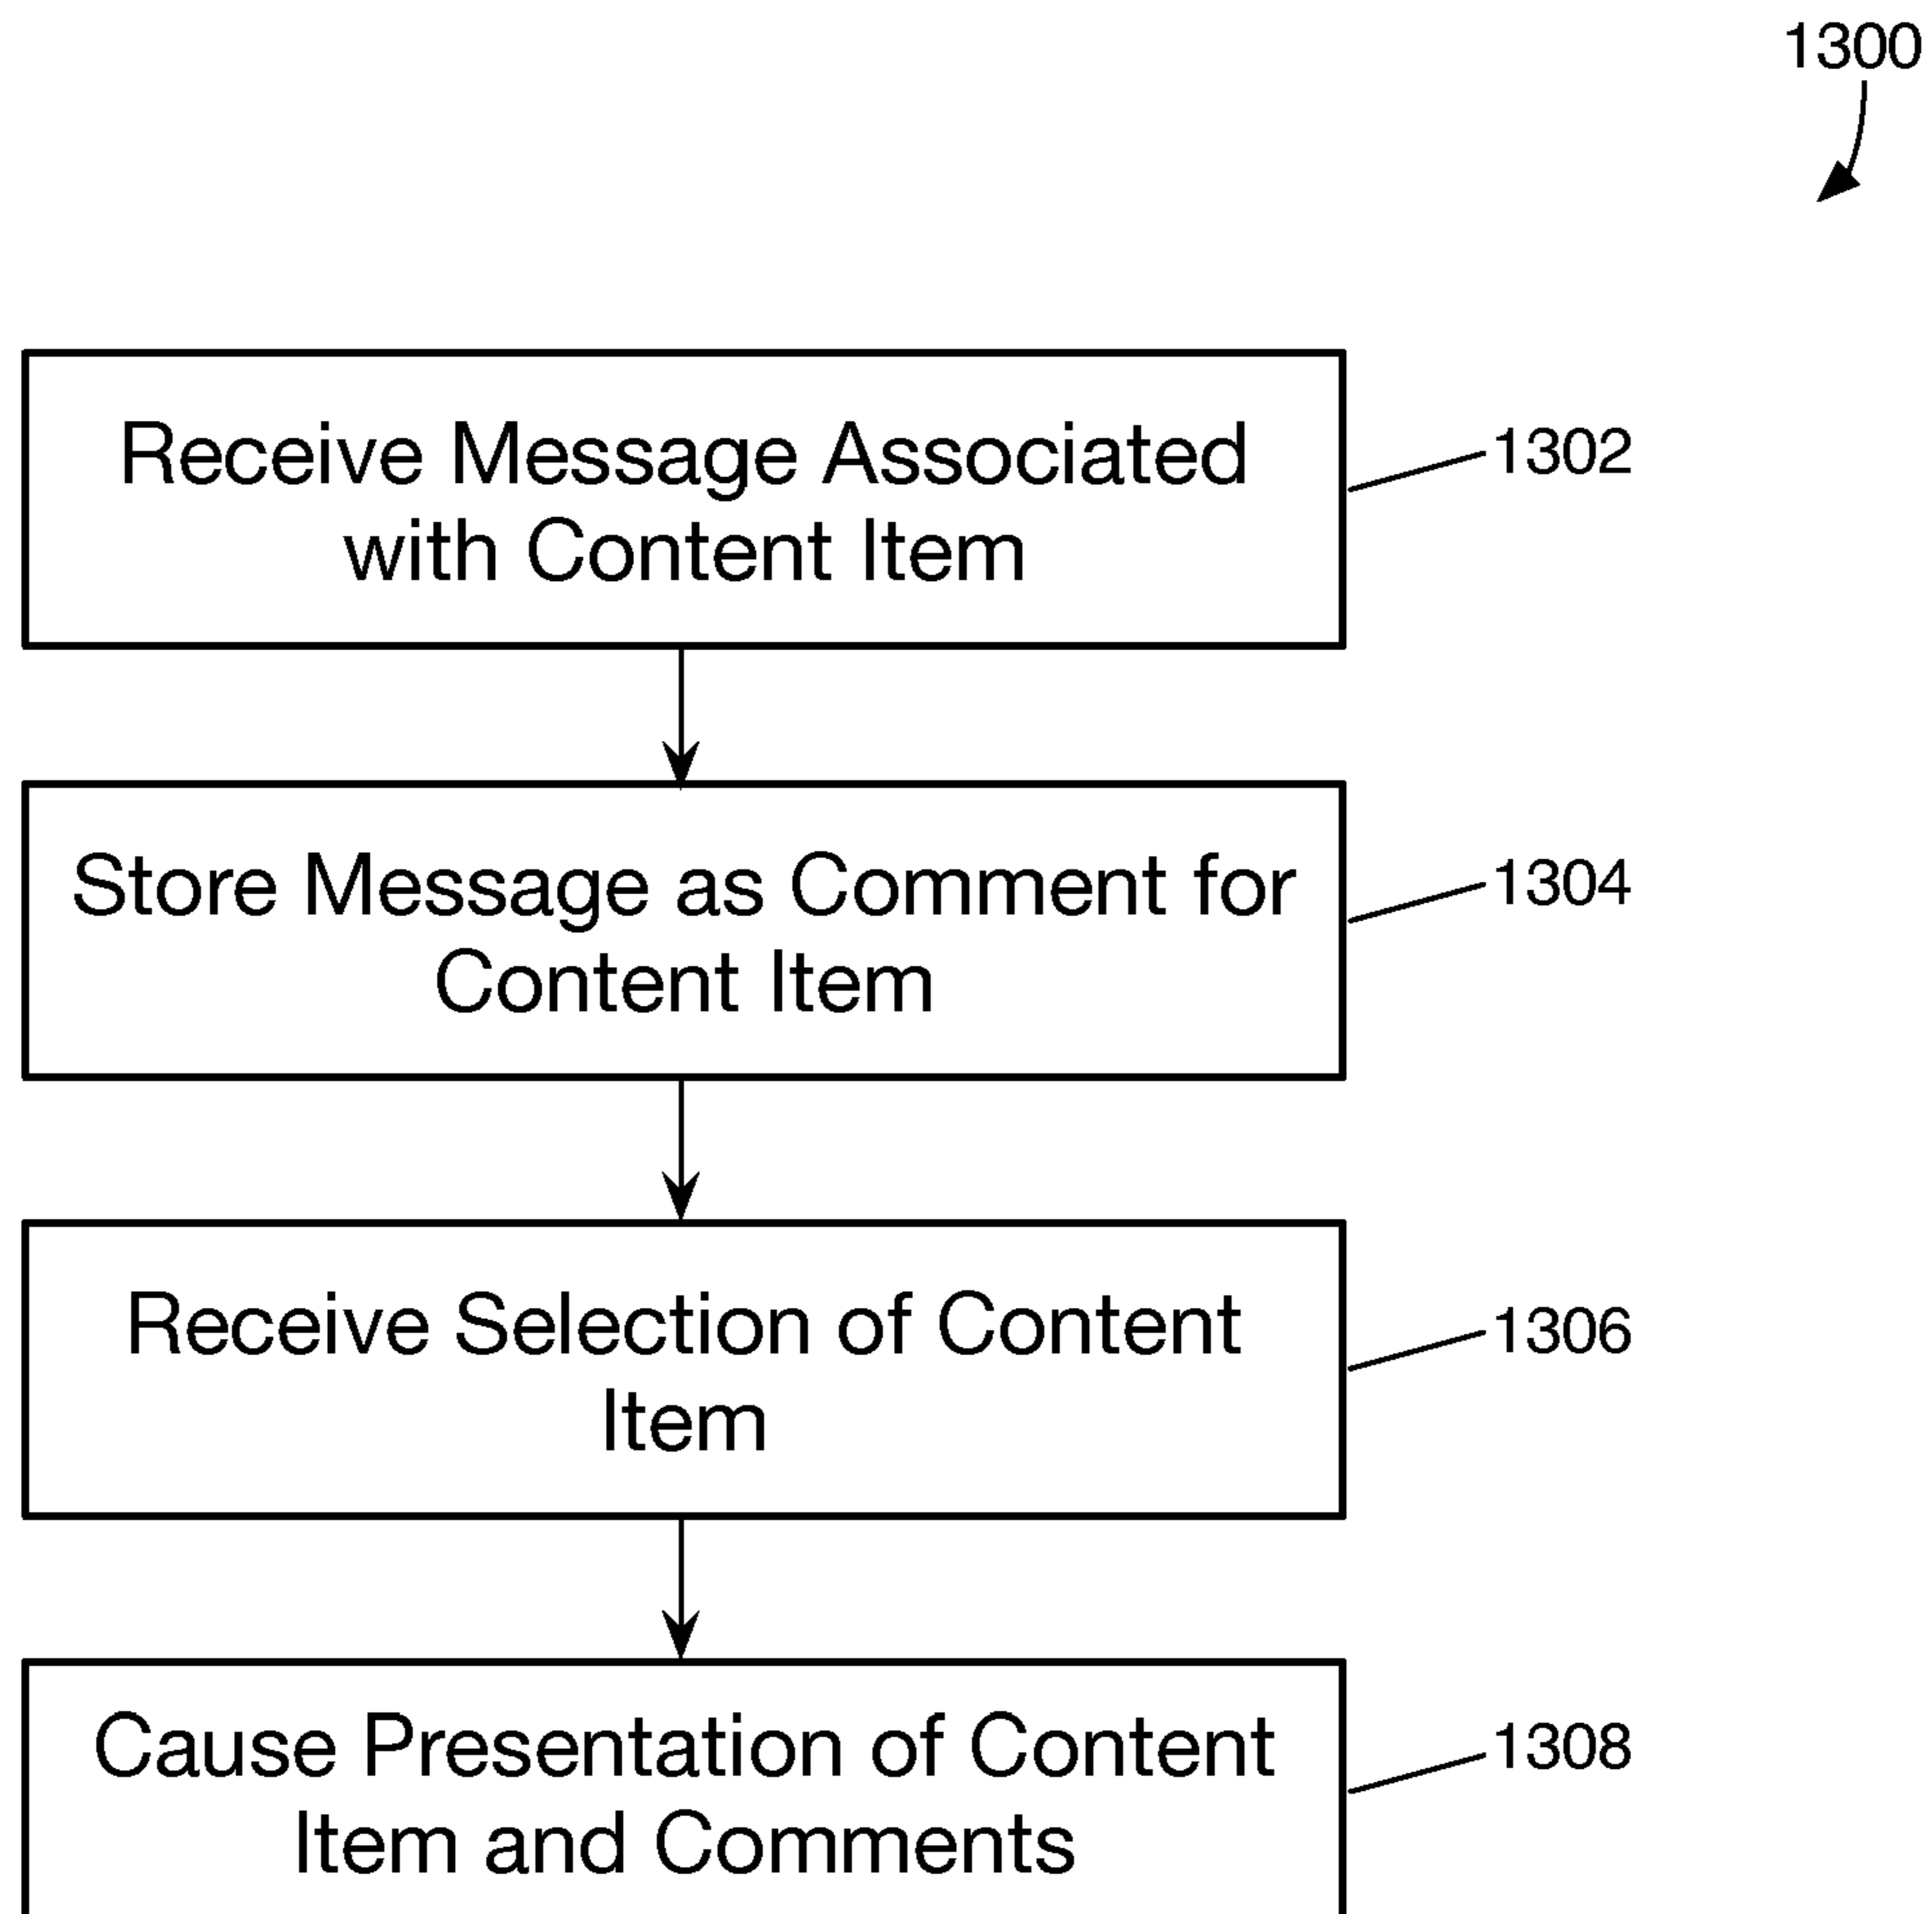 1300
Receive Message Associated
with Content Item
1302
Store Message as Comment for
Content Item
1304
Receive Selection of Content
Item
1306
Cause Presentation of Content
Item and Comments
1308